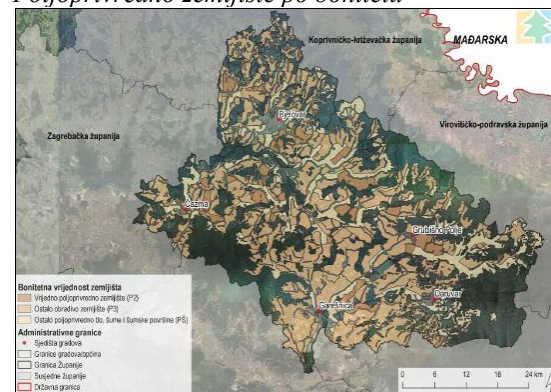 Poljoprivredno zemljište po bonitetu
Koprivničko-križevačka županija
MAĐARSKA
Bjelovar
Virovitičko-podravska županija
Zagrebačka županija
Čazma
Grubišno Polje
Daruvar
Garešnica
Bonitetna vrijednost zemljišta
Vrijedno poljoprivredno zemljište (P2)
Ostalo obradivo zemljište (P3)
Ostalo poljoprivredno tlo, šume i šumske površine (PŠ)
Administrativne granice
Sjedišta gradova
Granice gradova/općina
Granica Županije
Susjedne županije
Državna granica
0 6 12 18 24 km